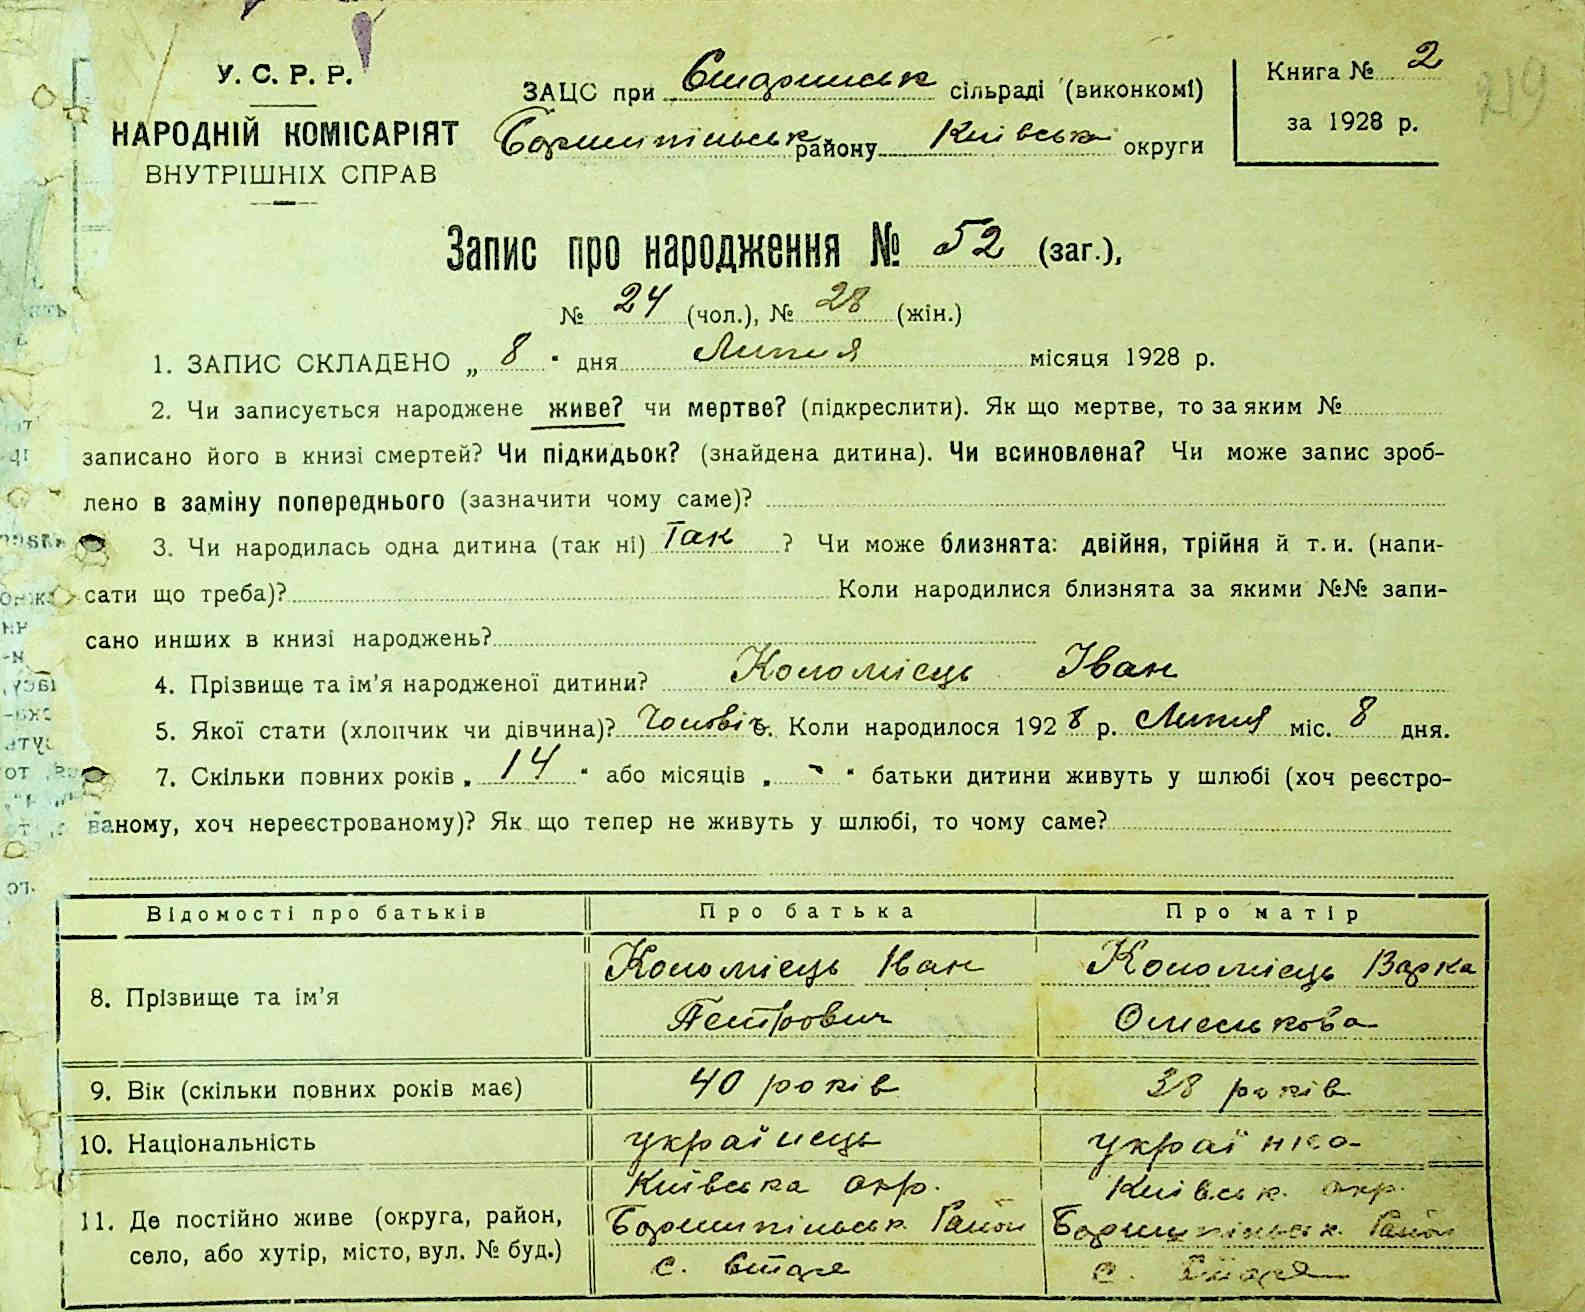 У. С. Р. Р.
НАРОДНІЙ КОМІСАРІЯТ
ВНУТРІШНІХ СПРАВ
ЗАЦС при Старинськ сільраді (виконкомі)
Боришпільськ району Київська округи
Книга № 2
за 1928 р.
219
Запис про народження № 52 (заг.),
№ 24 (чол.), № 28 (жін.)
1. ЗАПИС СКЛАДЕНО „ 8 " дня Липня місяця 1928 р.
2. Чи записується народжене живе? чи мертве? (підкреслити). Як що мертве, то за яким №
записано його в книзі смертей? Чи підкидьок? (знайдена дитина). Чи всиновлена? Чи може запис зроб-
лено в заміну попереднього (зазначити чому саме)?
3. Чи народилась одна дитина (так ні) Так ? Чи може близнята: двійня, трійня й т. и. (напи-
сати що треба)? Коли народилися близнята за якими №№ запи-
сано инших в книзі народжень?
4. Прізвище та ім'я народженої дитини? Коломієць Іван
5. Якої стати (хлопчик чи дівчина)? Чоловіч. Коли народилося 1928 р. Липня міс. 8 дня.
7. Скільки повних років „ 14 " або місяців „ - " батьки дитини живуть у шлюбі (хоч реєстро-
ваному, хоч нереєстрованому)? Як що тепер не живуть у шлюбі, то чому саме?
Відомості про батьків Про батька Про матір
8. Прізвище та ім'я Коломієць Іван Петрович Коломієць Варка Омелькова
9. Вік (скільки повних років має) 40 років 38 років
10. Національність українець українка
11. Де постійно живе (округа, район, село, або хутір, місто, вул. № буд.) Київська окр. Боришпільськ. Район с. Старе Київськ. окр. Боришпільськ. Район с. Старе